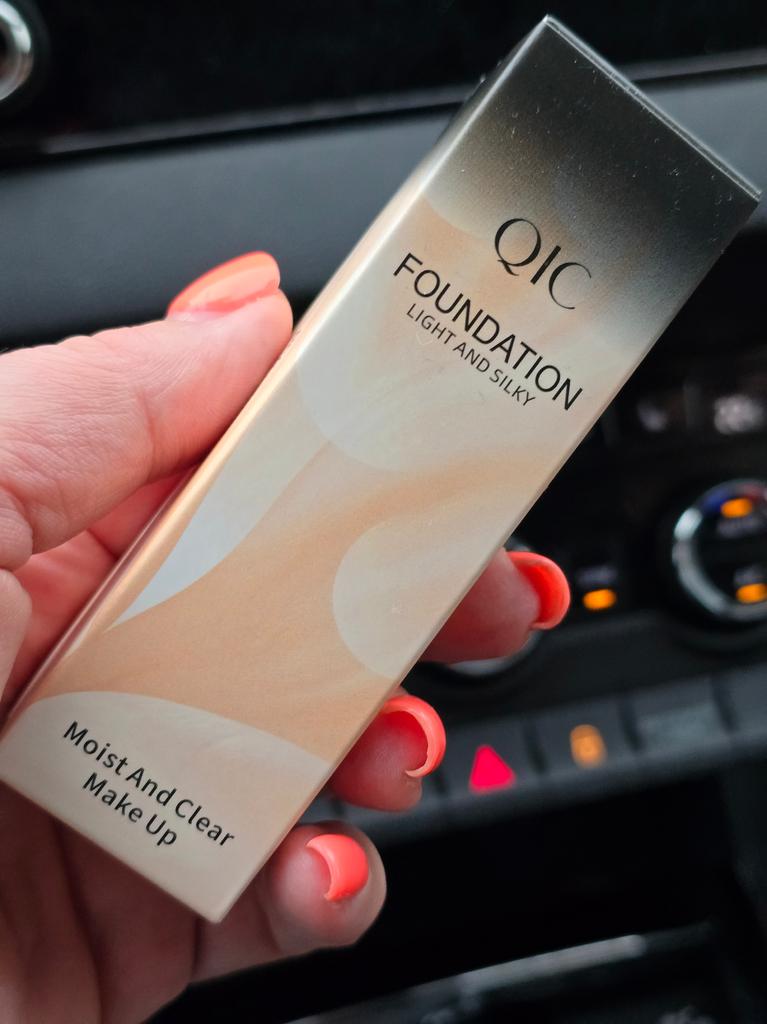 QIC
FOUNDATION
LIGHT AND SILKY
Moist And Clear
Make Up